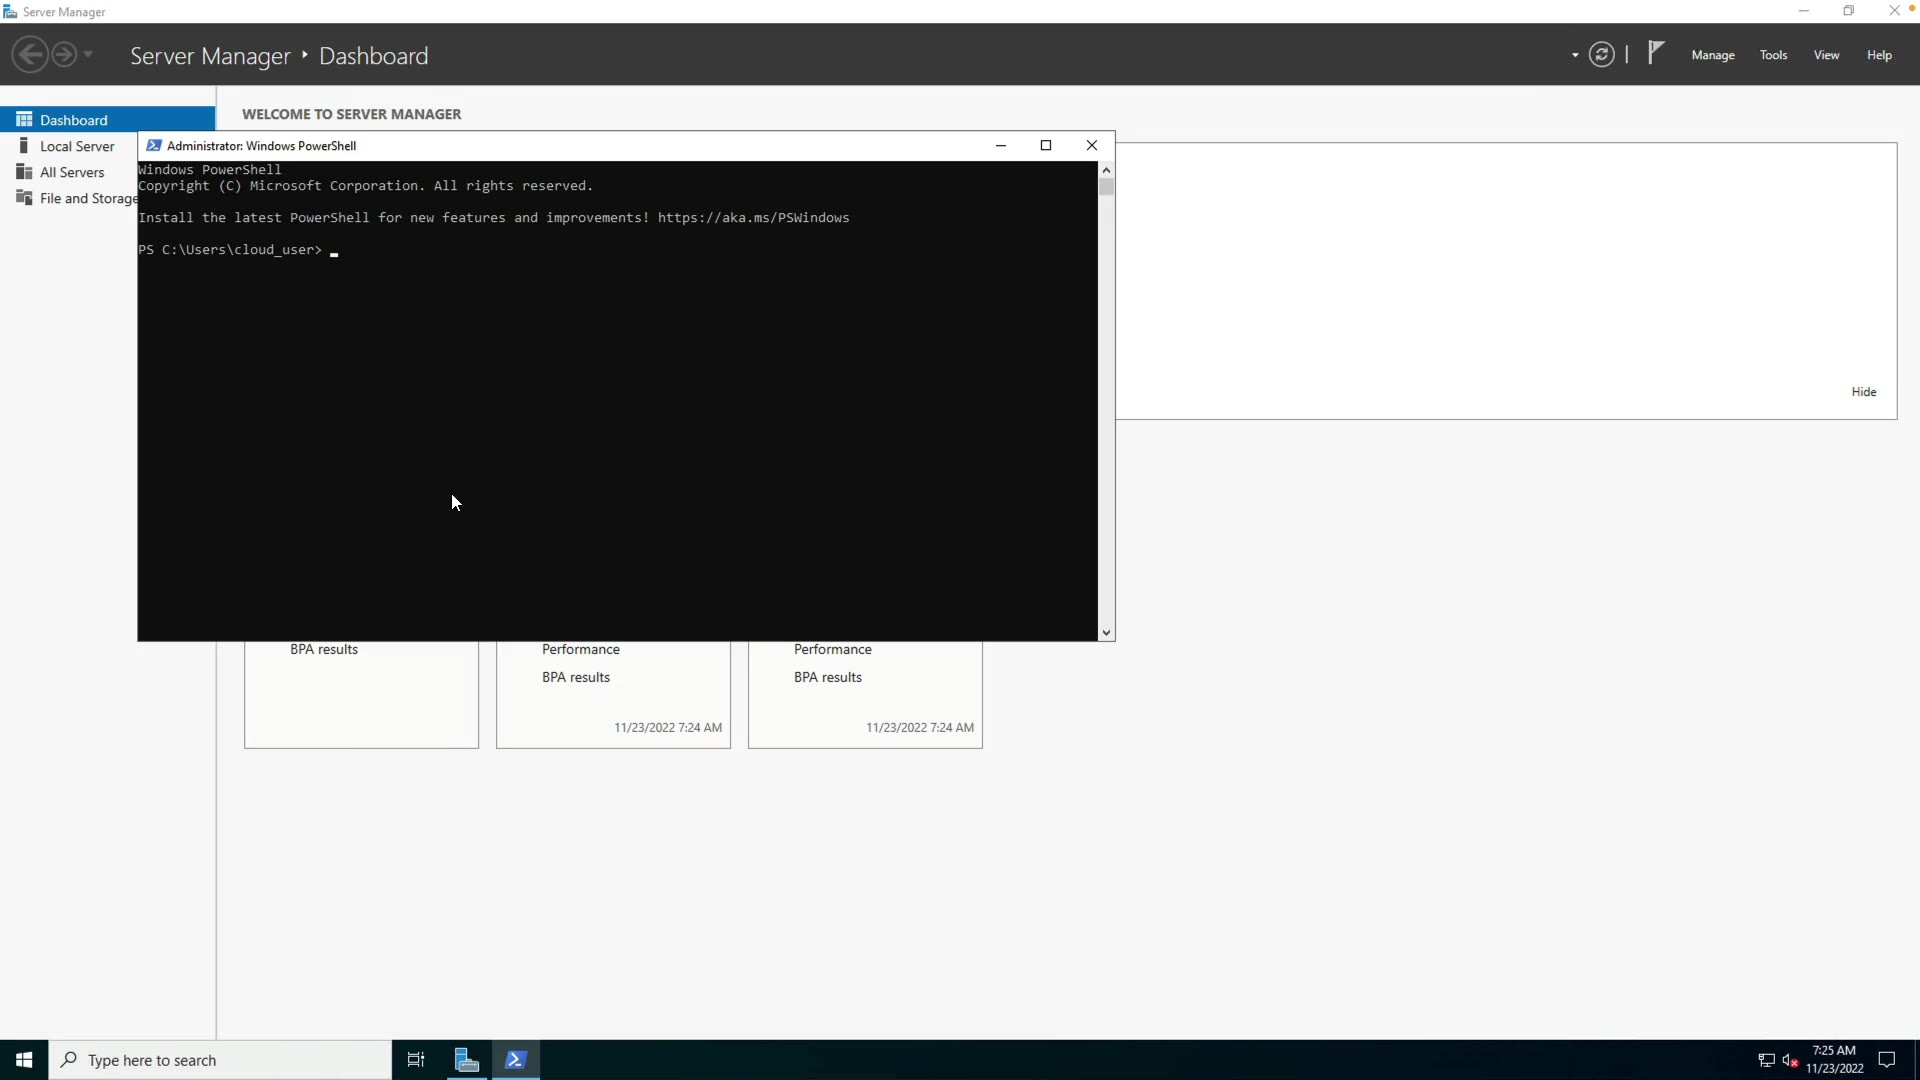 Server Manager
Server Manager ‣ Dashboard
Manage
Tools
View
Help
Dashboard
Local Server
All Servers
File and Storage
WELCOME TO SERVER MANAGER
Administrator: Windows PowerShell
Windows PowerShell
Copyright (C) Microsoft Corporation. All rights reserved.
Install the latest PowerShell for new features and improvements! https://aka.ms/PSWindows
PS C:\Users\cloud_user>
Hide
BPA results
Performance
BPA results
11/23/2022 7:24 AM
Performance
BPA results
11/23/2022 7:24 AM
Type here to search
7:25 AM
11/23/2022